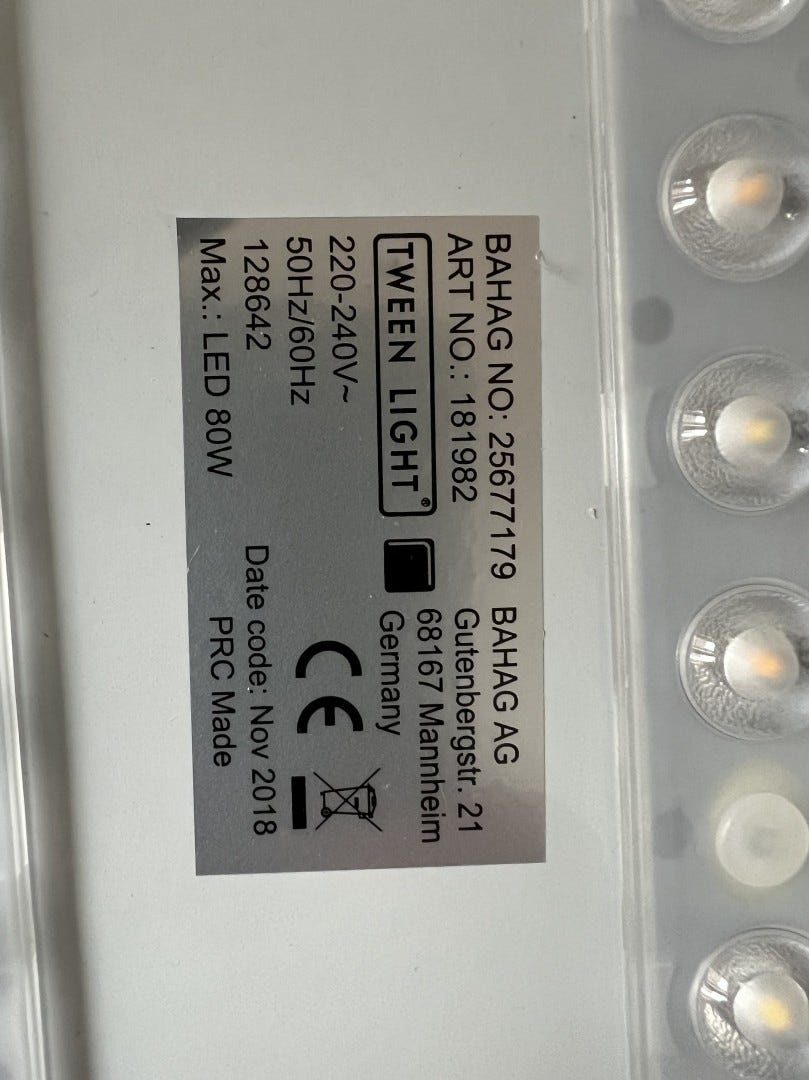 BAHAG NO: 25677179
ART NO.: 181982
TWEEN LIGHT®
220-240V~
50Hz/60Hz
128642
Max.: LED 80W
BAHAG AG
Gutenbergstr. 21
68167 Mannheim
Germany
CE
Date code: Nov 2018
PRC Made